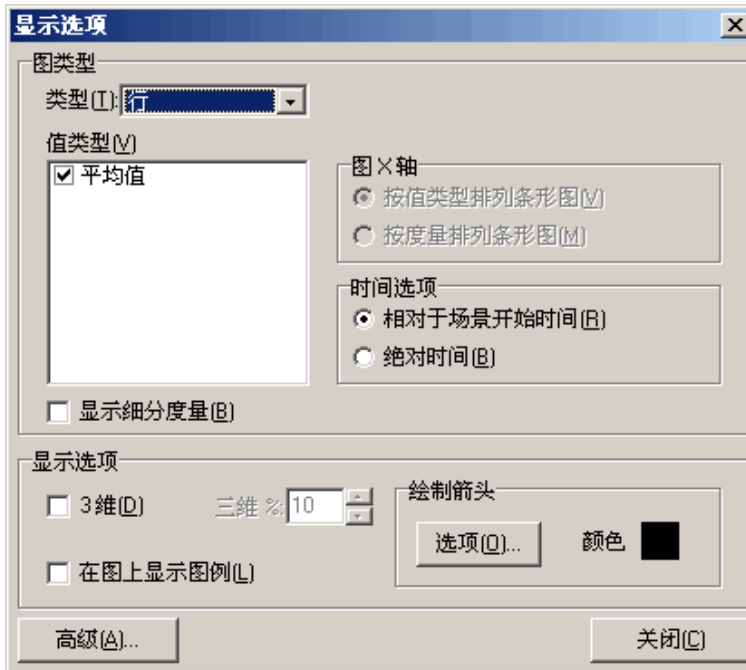 显示选项
图类型
类型(T): 行
值类型(V)
平均值
图 X 轴
按值类型排列条形图(V)
按度量排列条形图(M)
时间选项
相对于场景开始时间(R)
绝对时间(B)
显示细分度量(B)
显示选项
3維(D) 三維 %: 10
在图上显示图例(L)
绘制箭头
选项(O)... 颜色
高级(A)... 关闭(C)